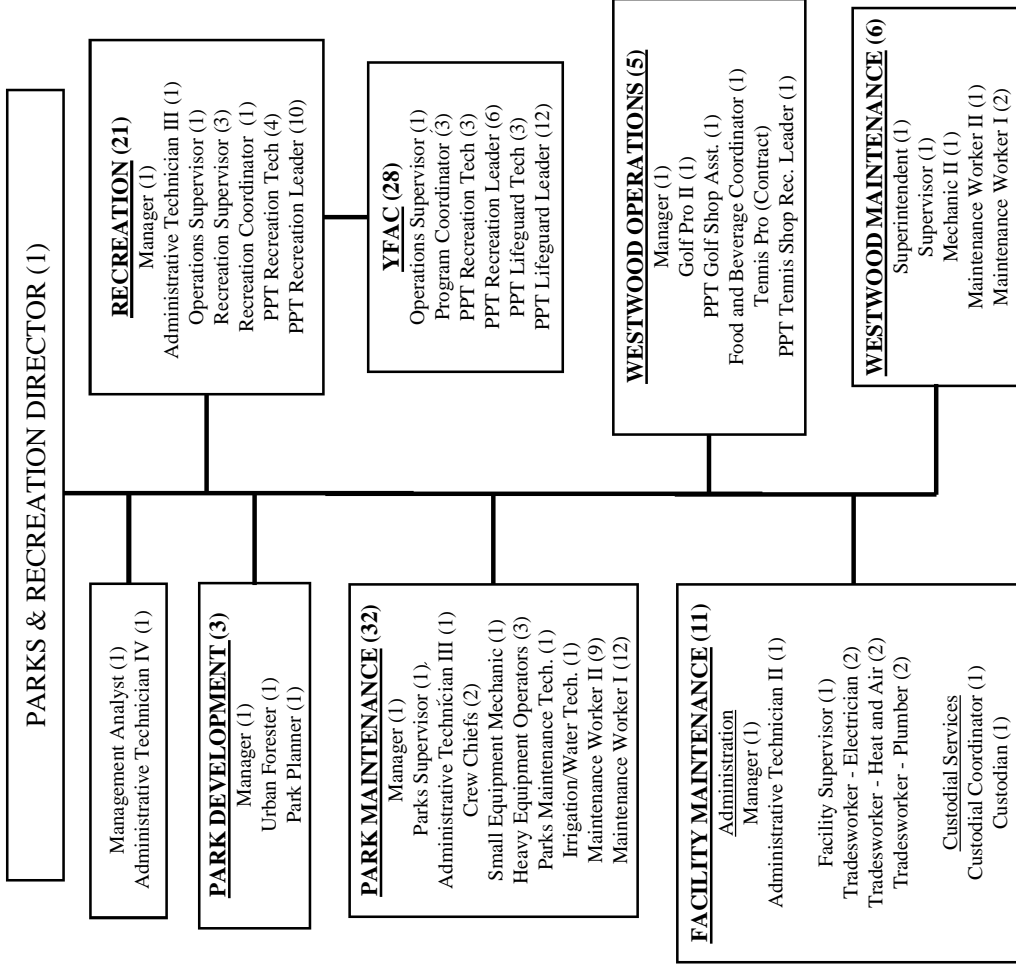 PARKS & RECREATION DIRECTOR (1)
Management Analyst (1)
Administrative Technician IV (1)
PARK DEVELOPMENT (3)
Manager (1)
Urban Forester (1)
Park Planner (1)
PARK MAINTENANCE (32)
Manager (1)
Parks Supervisor (1).
Administrative Technician III (1)
Crew Chiefs (2)
Small Equipment Mechanic (1)
Heavy Equipment Operators (3)
Parks Maintenance Tech. (1)
Irrigation/Water Tech. (1)
Maintenance Worker II (9)
Maintenance Worker I (12)
FACILITY MAINTENANCE (11)
Administration
Manager (1)
Administrative Technician II (1)
Facility Supervisor (1)
Tradesworker - Electrician (2)
Tradesworker - Heat and Air (2)
Tradesworker - Plumber (2)
Custodial Services
Custodial Coordinator (1)
Custodian (1)
RECREATION (21)
Manager (1)
Administrative Technician III (1)
Operations Supervisor (1)
Recreation Supervisor (3)
Recreation Coordinator (1)
PPT Recreation Tech (4)
PPT Recreation Leader (10)
YFAC (28)
Operations Supervisor (1)
Program Coordinator (3)
PPT Recreation Tech (3)
PPT Recreation Leader (6)
PPT Lifeguard Tech (3)
PPT Lifeguard Leader (12)
WESTWOOD OPERATIONS (5)
Manager (1)
Golf Pro II (1)
PPT Golf Shop Asst. (1)
Food and Beverage Coordinator (1)
Tennis Pro (Contract)
PPT Tennis Shop Rec. Leader (1)
WESTWOOD MAINTENANCE (6)
Superintendent (1)
Supervisor (1)
Mechanic II (1)
Maintenance Worker II (1)
Maintenance Worker I (2)